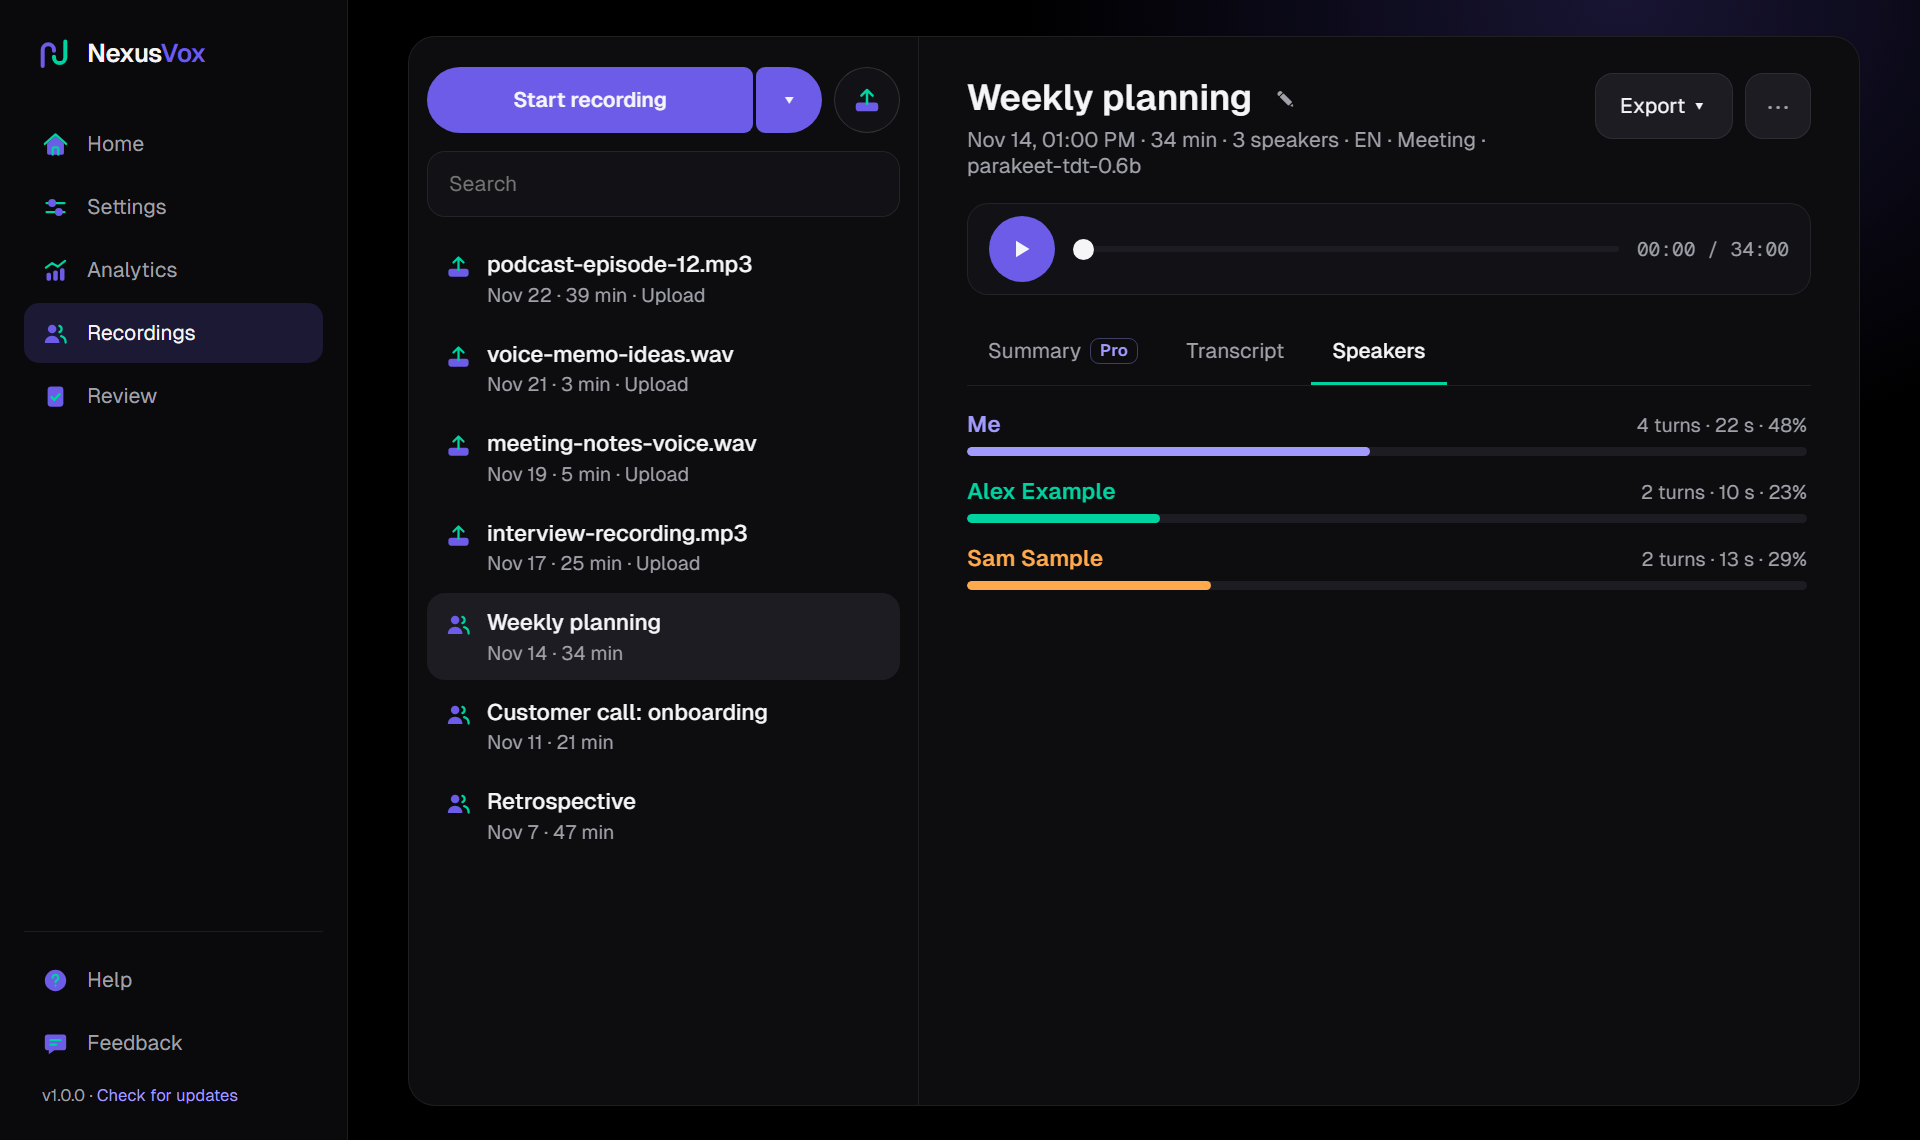 NexusVox
Home
Settings
Analytics
Recordings
Review
Help
Feedback
v1.0.0 · Check for updates
Start recording
Search
podcast-episode-12.mp3
Nov 22 · 39 min · Upload
voice-memo-ideas.wav
Nov 21 · 3 min · Upload
meeting-notes-voice.wav
Nov 19 · 5 min · Upload
interview-recording.mp3
Nov 17 · 25 min · Upload
Weekly planning
Nov 14 · 34 min
Customer call: onboarding
Nov 11 · 21 min
Retrospective
Nov 7 · 47 min
Weekly planning
Nov 14, 01:00 PM · 34 min · 3 speakers · EN · Meeting ·
parakeet-tdt-0.6b
Export
00:00 / 34:00
Summary Pro Transcript Speakers
Me 4 turns · 22 s · 48%
Alex Example 2 turns · 10 s · 23%
Sam Sample 2 turns · 13 s · 29%